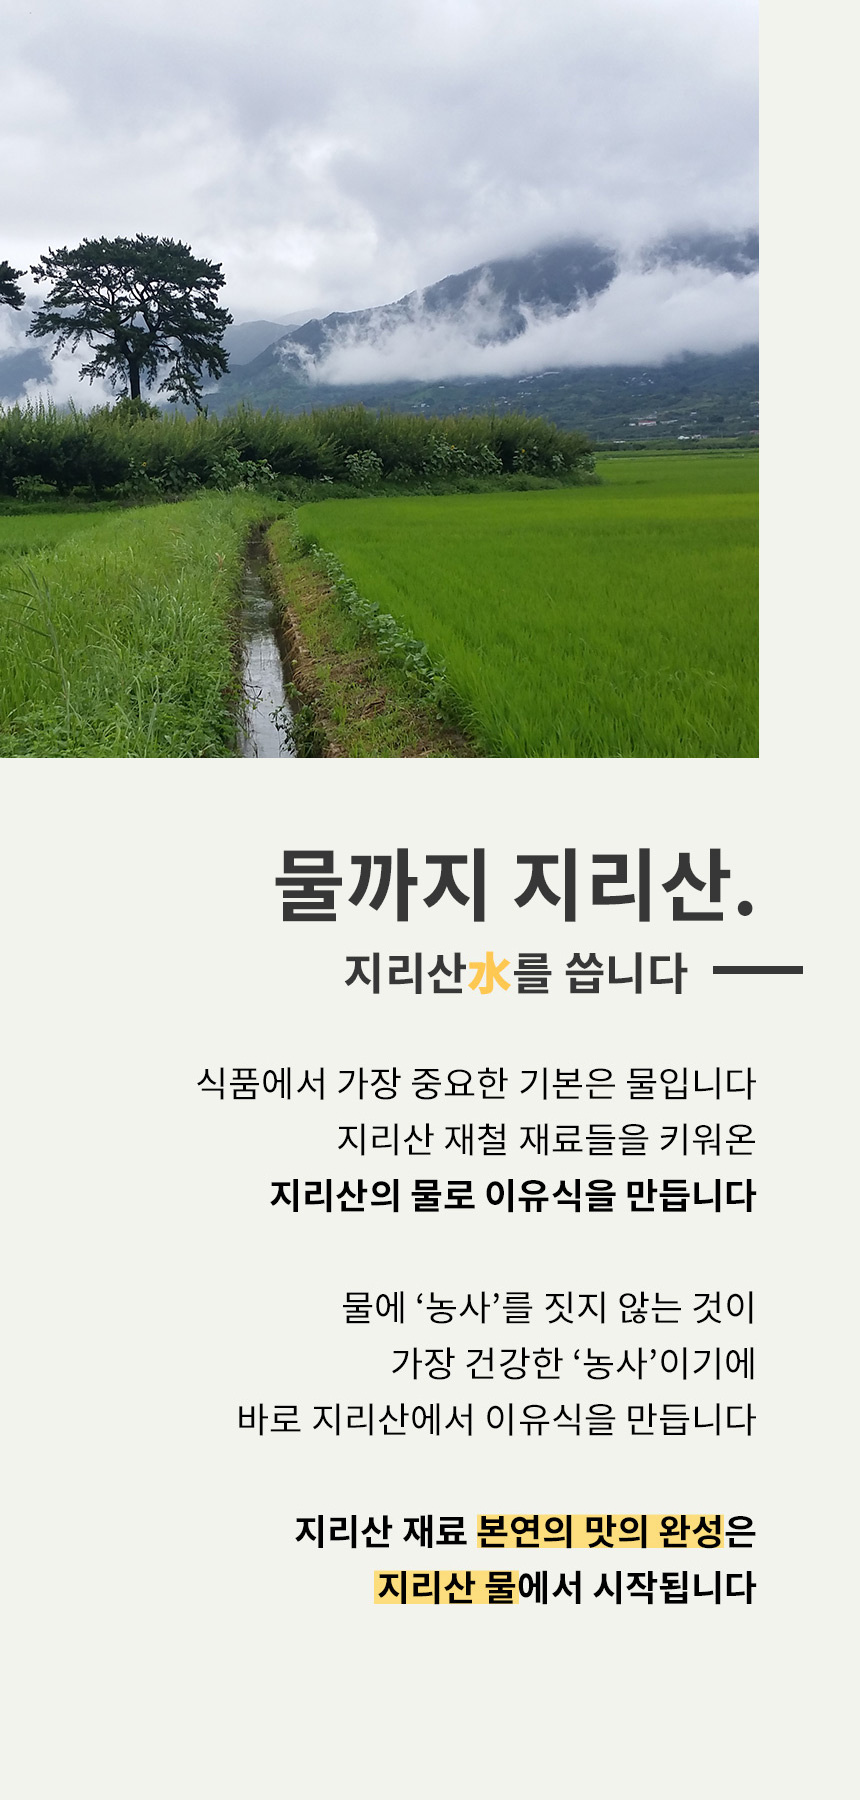 물까지 지리산.
지리산水를 씁니다
식품에서 가장 중요한 기본은 물입니다
지리산 재철 재료들을 키워온
지리산의 물로 이유식을 만듭니다
물에 ‘농사’를 짓지 않는 것이
가장 건강한 ‘농사’이기에
바로 지리산에서 이유식을 만듭니다
지리산 재료 본연의 맛의 완성은
지리산 물에서 시작됩니다